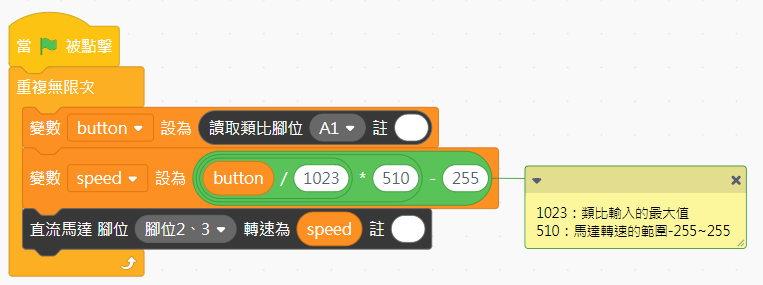 當 被點擊
重複無限次
變數 button 設為 讀取類比腳位 A1 註
變數 speed 設為 button / 1023 * 510 - 255
直流馬達 腳位 腳位2、3 轉速為 speed 註
1023：類比輸入的最大值
510：馬達轉速的範圍-255~255